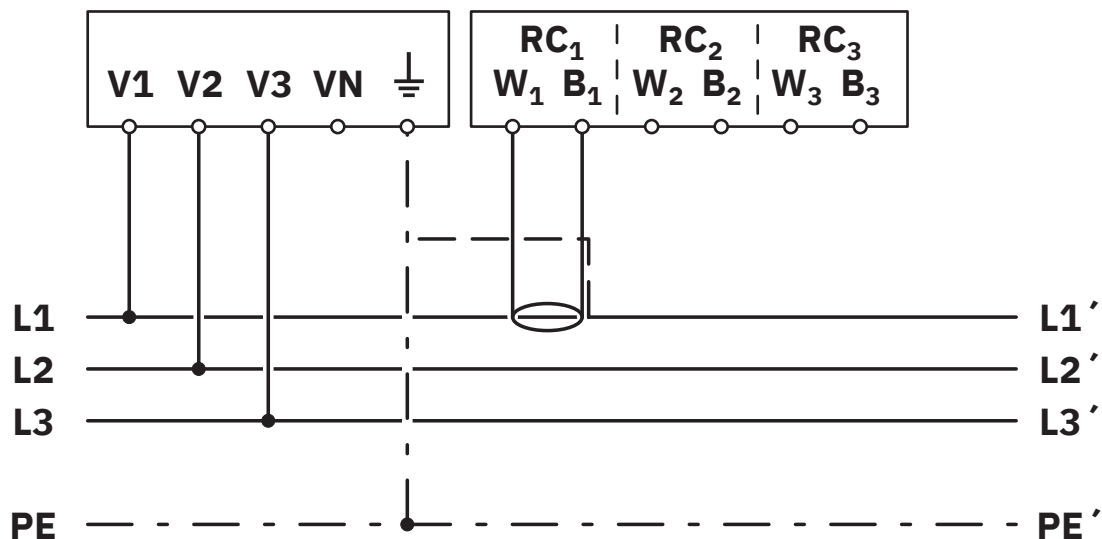 RC₁ RC₂ RC₃
V1 V2 V3 VN W₁ B₁ W₂ B₂ W₃ B₃
L1 L1´
L2 L2´
L3 L3´
PE PE´